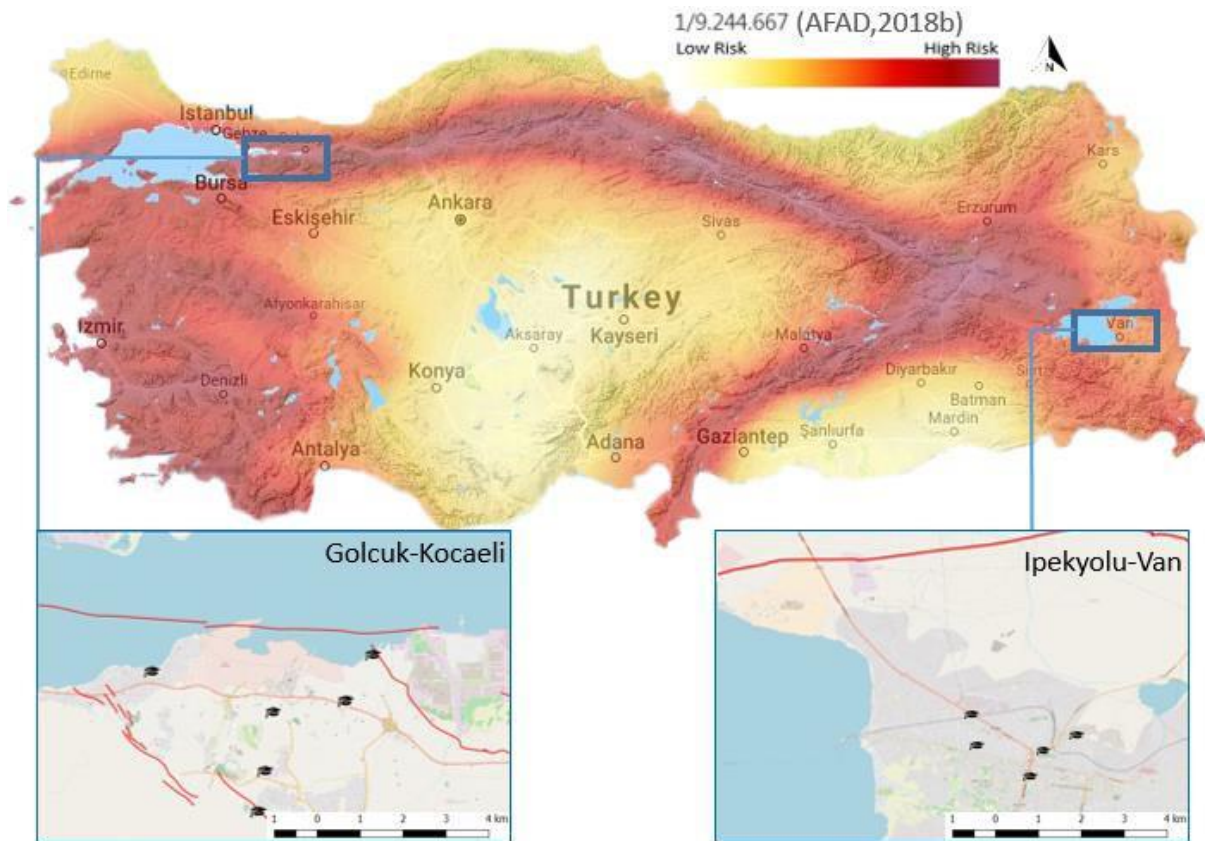 1/9.244.667 (AFAD,2018b)
Low Risk High Risk
N
Edirne
Istanbul
Gebze
Kars
Bursa
Erzurum
Eskişehir
Ankara
Sivas
Turkey
Afyonkarahisar
Van
Izmir
Aksaray
Kayseri
Malatya
Denizli
Konya
Diyarbakır
Siirt
Batman
Mardin
Antalya
Adana
Gaziantep
Şanlıurfa
Golcuk-Kocaeli
Ipekyolu-Van
1 0 1 2 3 4 km
1 0 1 2 3 4 km